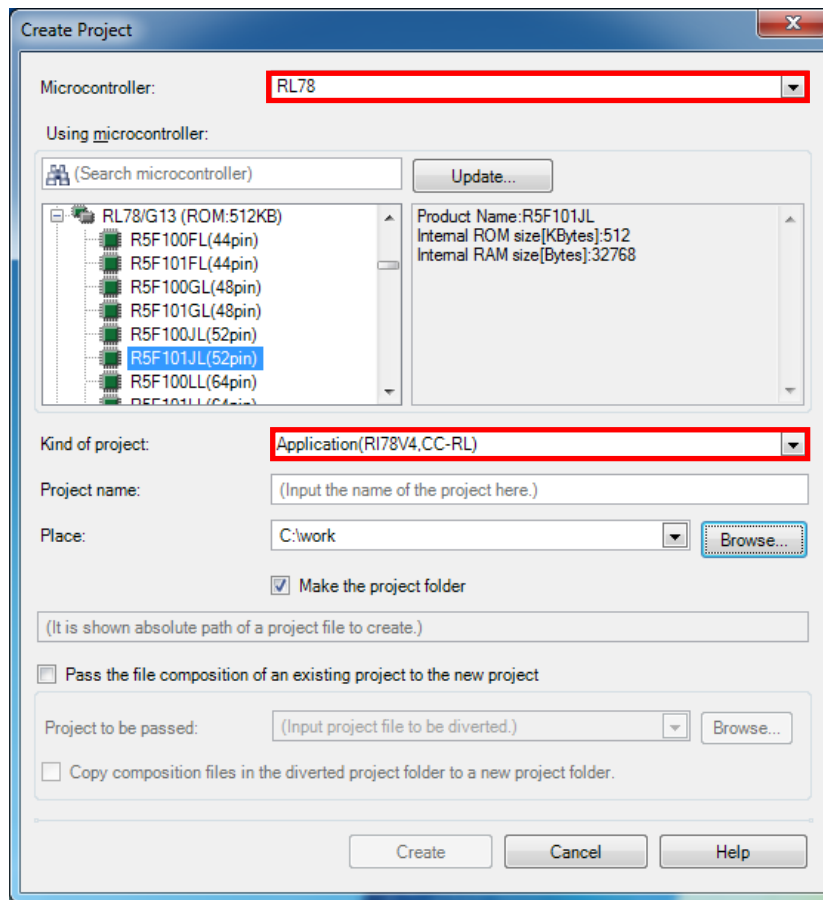 Create Project
Microcontroller:
RL78
Using microcontroller:
(Search microcontroller)
Update...
RL78/G13 (ROM:512KB)
R5F100FL(44pin)
R5F101FL(44pin)
R5F100GL(48pin)
R5F101GL(48pin)
R5F100JL(52pin)
R5F101JL(52pin)
R5F100LL(64pin)
Product Name:R5F101JL
Internal ROM size[KBytes]:512
Internal RAM size[Bytes]:32768
Kind of project:
Application(RI78V4,CC-RL)
Project name:
(Input the name of the project here.)
Place:
C:\work
Browse...
Make the project folder
(It is shown absolute path of a project file to create.)
Pass the file composition of an existing project to the new project
Project to be passed:
(Input project file to be diverted.)
Browse...
Copy composition files in the diverted project folder to a new project folder.
Create
Cancel
Help